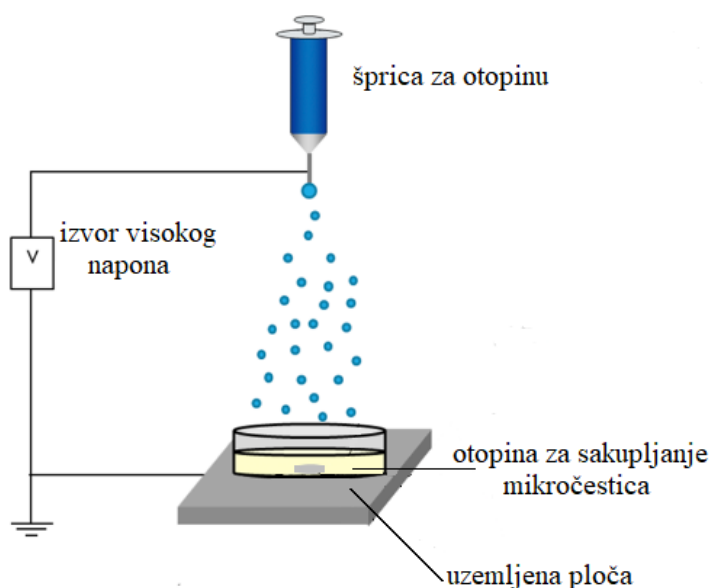 šprica za otopinu
izvor visokog
napona
V
otopina za sakupljanje
mikročestica
uzemljena ploča